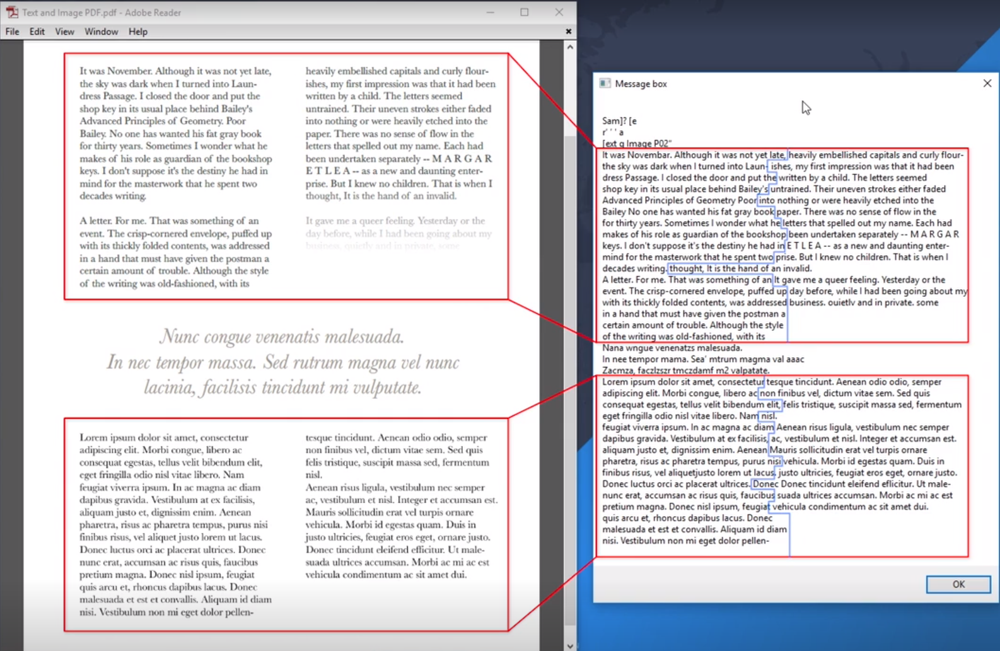 Text and Image PDF.pdf - Adobe Reader
File Edit View Window Help
It was November. Although it was not yet late,
the sky was dark when I turned into Laun-
dress Passage. I closed the door and put the
shop key in its usual place behind Bailey's
Advanced Principles of Geometry. Poor
Bailey. No one has wanted his fat gray book
for thirty years. Sometimes I wonder what he
makes of his role as guardian of the bookshop
keys. I don't suppose it's the destiny he had in
mind for the masterwork that he spent two
decades writing.
A letter. For me. That was something of an
event. The crisp-cornered envelope, puffed up
with its thickly folded contents, was addressed
in a hand that must have given the postman a
certain amount of trouble. Although the style
of the writing was old-fashioned, with its
heavily embellished capitals and curly flour-
ishes, my first impression was that it had been
written by a child. The letters seemed
untrained. Their uneven strokes either faded
into nothing or were heavily etched into the
paper. There was no sense of flow in the
letters that spelled out my name. Each had
been undertaken separately -- M A R G A R
E T L E A -- as a new and daunting enter-
prise. But I knew no children. That is when I
thought, It is the hand of an invalid.
It gave me a queer feeling. Yesterday or the
day before, while I had been going about my
business, quietly and in private, some
Nunc congue venenatis malesuada.
In nec tempor massa. Sed rutrum magna vel nunc
lacinia, facilisis tincidunt mi vulputate.
Lorem ipsum dolor sit amet, consectetur
adipiscing elit. Morbi congue, libero ac
consequat egestas, tellus velit bibendum elit,
eget fringilla odio nisl vitae libero. Nam
feugiat viverra ipsum. In ac magna ac diam
dapibus gravida. Vestibulum at ex facilisis,
aliquam justo et, dignissim enim. Aenean
pharetra, risus ac pharetra tempus, purus nisi
finibus risus, vel aliquet justo lorem ut lacus.
Donec luctus orci ac placerat ultrices. Donec
nunc erat, accumsan ac risus quis, faucibus
pretium magna. Donec nisl ipsum, feugiat
quis arcu et, rhoncus dapibus lacus. Donec
malesuada et est et convallis. Aliquam id diam
nisi. Vestibulum non mi eget dolor pellen-
tesque tincidunt. Aenean odio odio, semper
non finibus vel, dictum vitae sem. Sed quis
felis tristique, suscipit massa sed, fermentum
nisl.
Aenean risus ligula, vestibulum nec semper
ac, vestibulum et nisl. Integer et accumsan est.
Mauris sollicitudin erat vel turpis ornare
vehicula. Morbi id egestas quam. Duis in
justo ultricies, feugiat eros eget, ornare justo.
Donec tincidunt eleifend efficitur. Ut male-
suada ultrices accumsan. Morbi ac mi ac est
vehicula condimentum ac sit amet dui.
Message box
Sam]? [e
r' ' ' a
[ext q Image P02"
It was Novembar. Although it was not yet late, heavily embellished capitals and curly flour-
the sky was dark when I turned into Laun- ishes, my first impression was that it had been
dress Passage. I closed the door and put the written by a child. The letters seemed
shop key in its usual place behind Bailey's untrained. Their uneven strokes either faded
Advanced Principles of Geometry Poor into nothing or were heavily etched into the
Bailey No one has wanted his fat gray book paper. There was no sense of flow in the
for thirty years. Sometimes I wonder what he letters that spelled out my name. Each had
makes of his role as guardian of the bookshop been undertaken separately -- M A R G A R
keys. I don't suppose it's the destiny he had in E T L E A -- as a new and daunting enter-
mind for the masterwork that he spent two prise. But I knew no children. That is when I
decades writing. thought, It is the hand of an invalid.
A letter. For me. That was something of an It gave me a queer feeling. Yesterday or the
event. The crisp-cornered envelope, puffed up day before, while I had been going about my
with its thickly folded contents, was addressed business. ouietlv and in private. some
in a hand that must have given the postman a
certain amount of trouble. Although the style
of the writing was old-fashioned, with its
Nana wngue venenatzs malesuada.
In nee tempor mama. Sea' mtrum magma val aaac
Zacmza, faczlzszr tmczdamf m2 valpatate.
Lorem ipsum dolor sit amet, consectetur tesque tincidunt. Aenean odio odio, semper
adipiscing elit. Morbi congue, libero ac non finibus vel, dictum vitae sem. Sed quis
consequat egestas, tellus velit bibendum elit, felis tristique, suscipit massa sed, fermentum
eget fringilla odio nisl vitae libero. Nam nisl.
feugiat viverra ipsum. In ac magna ac diam Aenean risus ligula, vestibulum nec semper
dapibus gravida. Vestibulum at ex facilisis, ac, vestibulum et nisl. Integer et accumsan est.
aliquam justo et, dignissim enim. Aenean Mauris sollicitudin erat vel turpis ornare
pharetra, risus ac pharetra tempus, purus nisi vehicula. Morbi id egestas quam. Duis in
finibus risus, vel aliquetjusto lorem ut lacus. justo ultricies, feugiat eros eget, ornare justo.
Donec luctus orci ac placerat ultrices. Donec Donec tincidunt eleifend eflicitur. Ut male-
nunc erat, accumsan ac risus quis, faucibus suada ultrices accumsan. Morbi ac mi ac est
pretium magna. Donec nisl ipsum, feugiat vehicula condimentum ac sit amet dui.
quis arcu et, rhoncus dapibus lacus. Donec
malesuada et est et convallis. Aliquam id diam
nisi. Vestibulum non mi eget dolor pellen-
OK